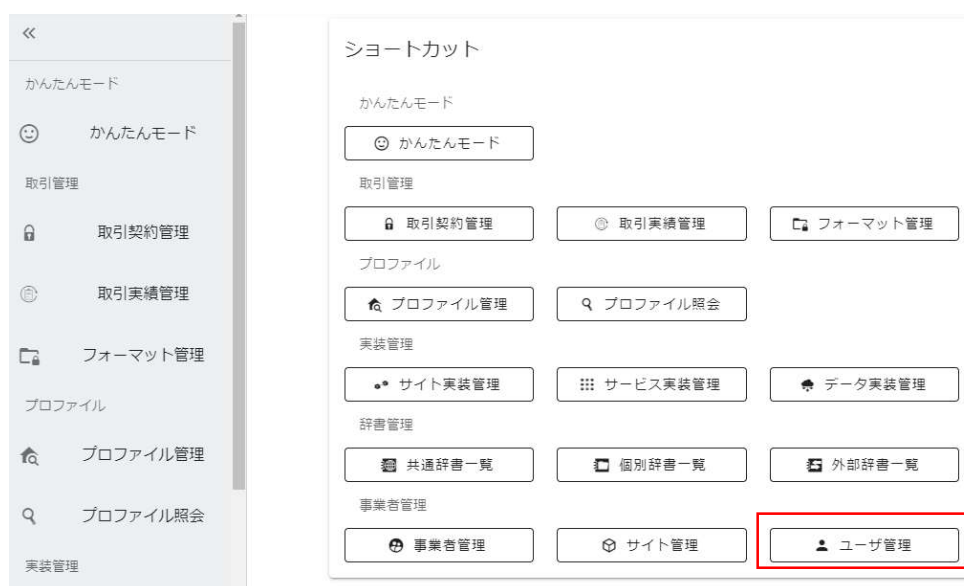 かんたんモード
かんたんモード
取引管理
取引契約管理
取引実績管理
フォーマット管理
プロファイル
プロファイル管理
プロファイル照会
実装管理
ショートカット
かんたんモード
かんたんモード
取引管理
取引契約管理 取引実績管理 フォーマット管理
プロファイル
プロファイル管理 プロファイル照会
実装管理
サイト実装管理 サービス実装管理 データ実装管理
辞書管理
共通辞書一覧 個別辞書一覧 外部辞書一覧
事業者管理
事業者管理 サイト管理 ユーザ管理